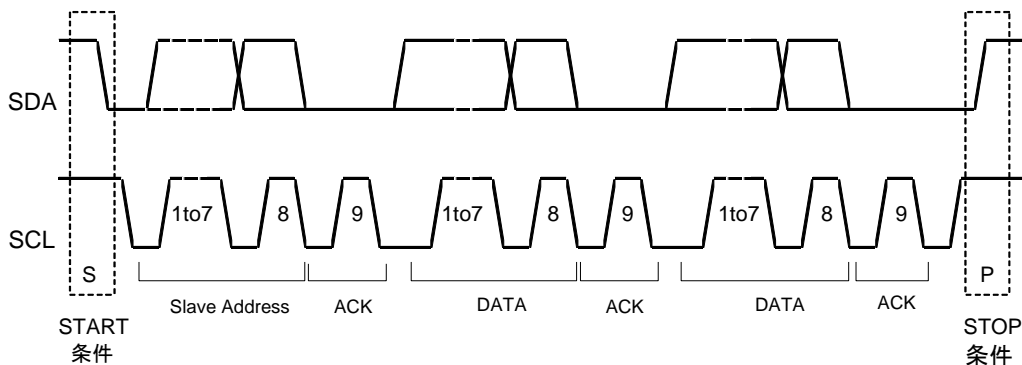 SDA
SCL
1to7 8 9 1to7 8 9 1to7 8 9
S P
Slave Address ACK DATA ACK DATA ACK
START
条件
STOP
条件